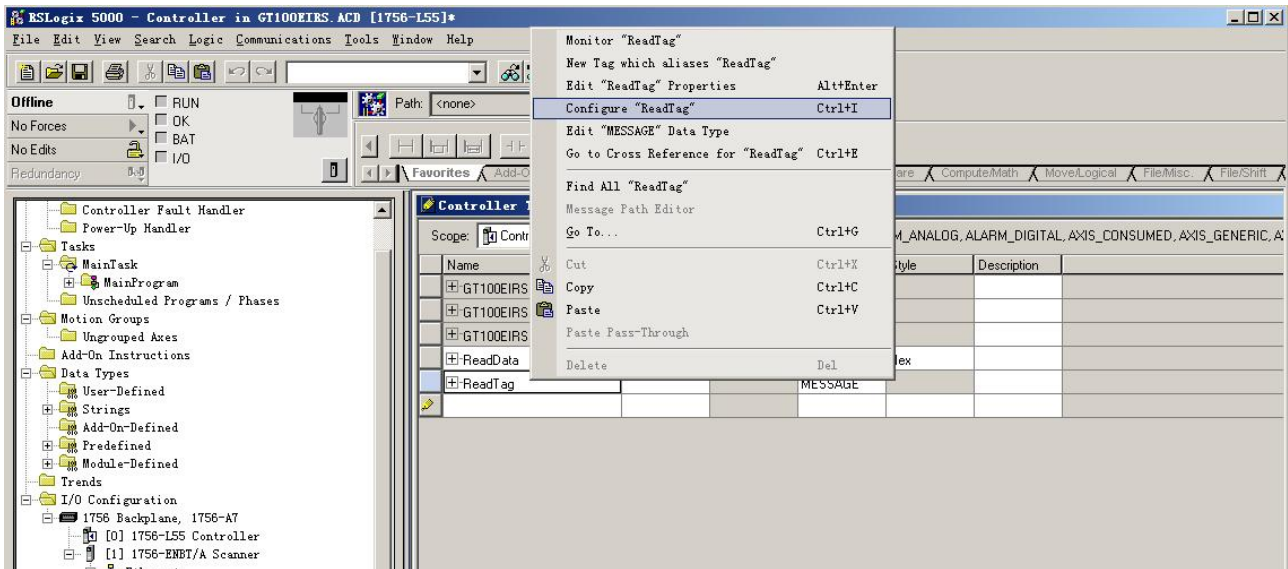 RSLogix 5000 - Controller in GT100EIRS.ACD [1756-L55]*
File Edit View Search Logic Communications Tools Window Help
Offline
RUN
No Forces
OK
No Edits
BAT
Redundancy
I/O
Path: <none>
Favorites Add-O
are Compute/Math Move/Logical File/Misc. File/Shift
Monitor "ReadTag"
New Tag which aliases "ReadTag"
Edit "ReadTag" Properties Alt+Enter
Configure "ReadTag" Ctrl+I
Edit "MESSAGE" Data Type
Go to Cross Reference for "ReadTag" Ctrl+E
Find All "ReadTag"
Message Path Editor
Go To... Ctrl+G
Cut Ctrl+X
Copy Ctrl+C
Paste Ctrl+V
Paste Pass-Through
Delete Del
Controller Fault Handler
Power-Up Handler
Tasks
MainTask
MainProgram
Unscheduled Programs / Phases
Motion Groups
Ungrouped Axes
Add-On Instructions
Data Types
User-Defined
Strings
Add-On-Defined
Predefined
Module-Defined
Trends
I/O Configuration
1756 Backplane, 1756-A7
[0] 1756-L55 Controller
[1] 1756-ENBT/A Scanner
Controller
Scope: Contr
M_ANALOG, ALARM_DIGITAL, AXIS_CONSUMED, AXIS_GENERIC, A
Name Style Description
GT100EIRS
GT100EIRS
GT100EIRS
ReadData Hex
ReadTag MESSAGE